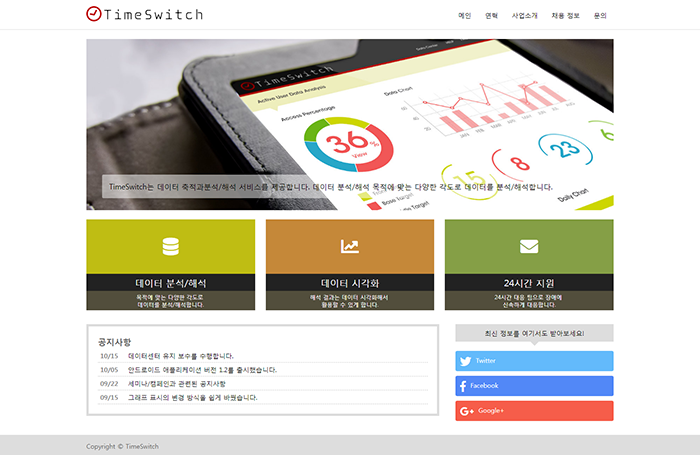 TimeSwitch
메인 연혁 사업소개 채용 정보 문의
TimeSwitch
Active User Data Analysis
Access Percentage
Data Chart
36%
View
15
8
23
Base Target
Daily Chart
TimeSwitch는 데이터 축적과분석/해석 서비스를 제공합니다. 데이터 분석/해석 목적에 맞는 다양한 각도로 데이터를 분석/해석합니다.
데이터 분석/해석
목적에 맞는 다양한 각도로
데이터를 분석/해석합니다.
데이터 시각화
해석 결과는 데이터 시각화해서
활용할 수 있게 합니다.
24시간 지원
24시간 대응 팀으로 장애에
신속하게 대응합니다.
공지사항
10/15 데이터센터 유지 보수를 수행합니다.
10/05 안드로이드 애플리케이션 버전 1.2를 출시했습니다.
09/22 세미나/캠페인과 관련된 공지사항
09/15 그래프 표시의 변경 방식을 쉽게 바꿨습니다.
최신 정보를 여기서도 받아보세요!
Twitter
Facebook
Google+
Copyright © TimeSwitch